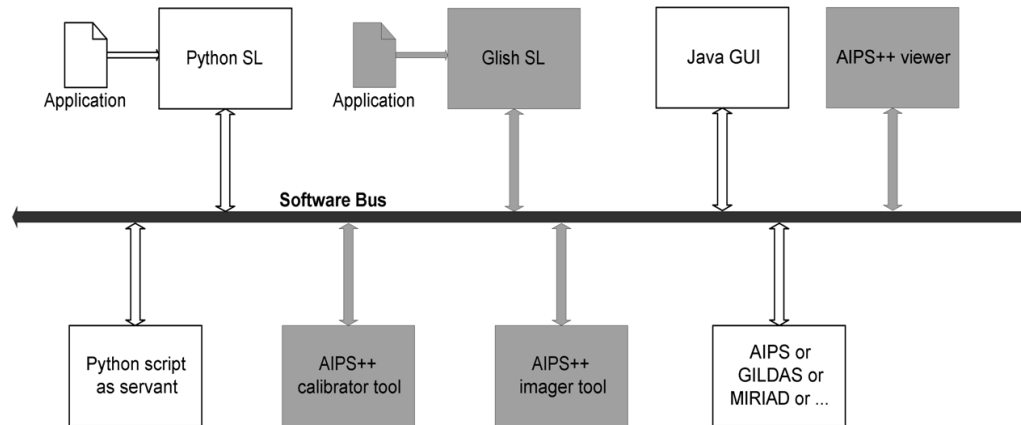 Python SL
Glish SL
Java GUI
AIPS++ viewer
Application
Application
Software Bus
Python script
as servant
AIPS++
calibrator tool
AIPS++
imager tool
AIPS or
GILDAS or
MIRIAD or ...